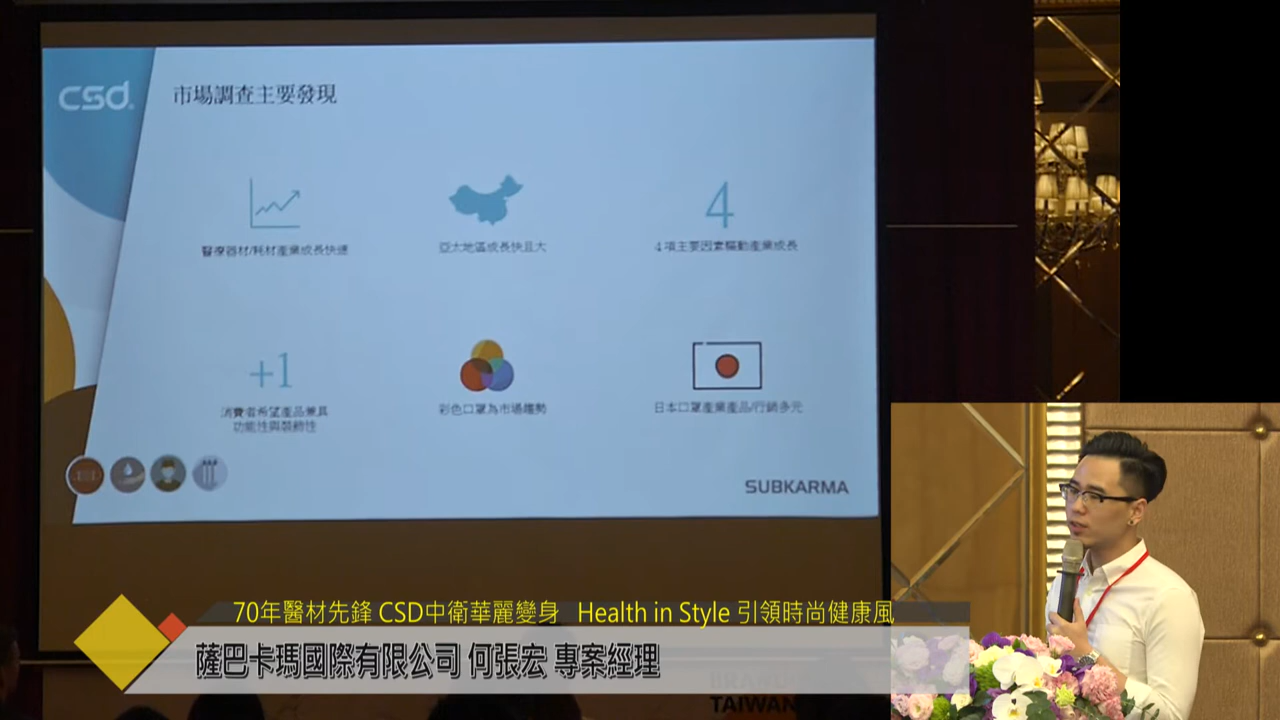 csd
市場調查主要發現
醫療器材/耗材產業成長快速
亞太地區成長快且大
4
4 項主要因素驅動產業成長
+1
消費者希望產品兼具
功能性與裝飾性
彩色口罩為市場趨勢
日本口罩產業產品/行銷多元
SUBKARMA
70年醫材先鋒 CSD中衛華麗變身 Health in Style 引領時尚健康風
薩巴卡瑪國際有限公司 何張宏 專案經理
TAIWAN